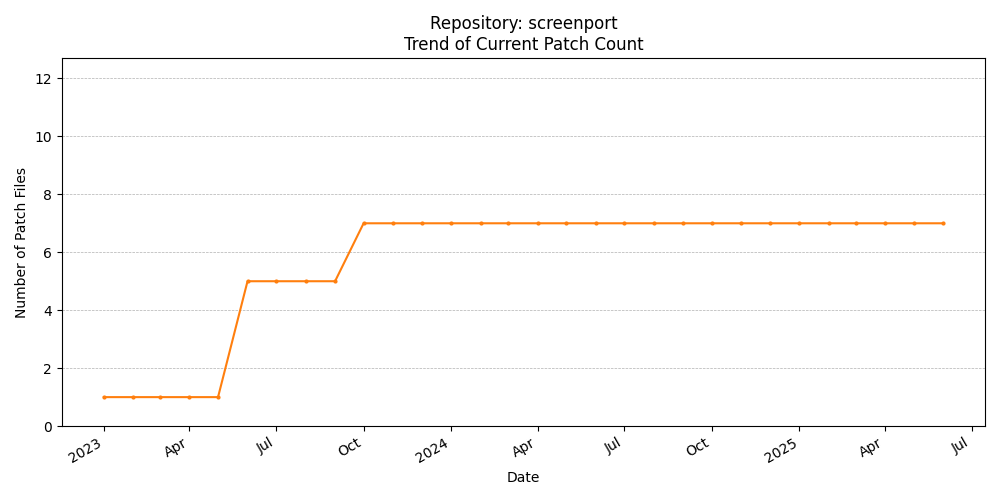 Repository: screenport
Trend of Current Patch Count
Number of Patch Files
12
10
8
6
4
2
0
2023
Apr
Jul
Oct
2024
Apr
Jul
Oct
2025
Apr
Jul
Date